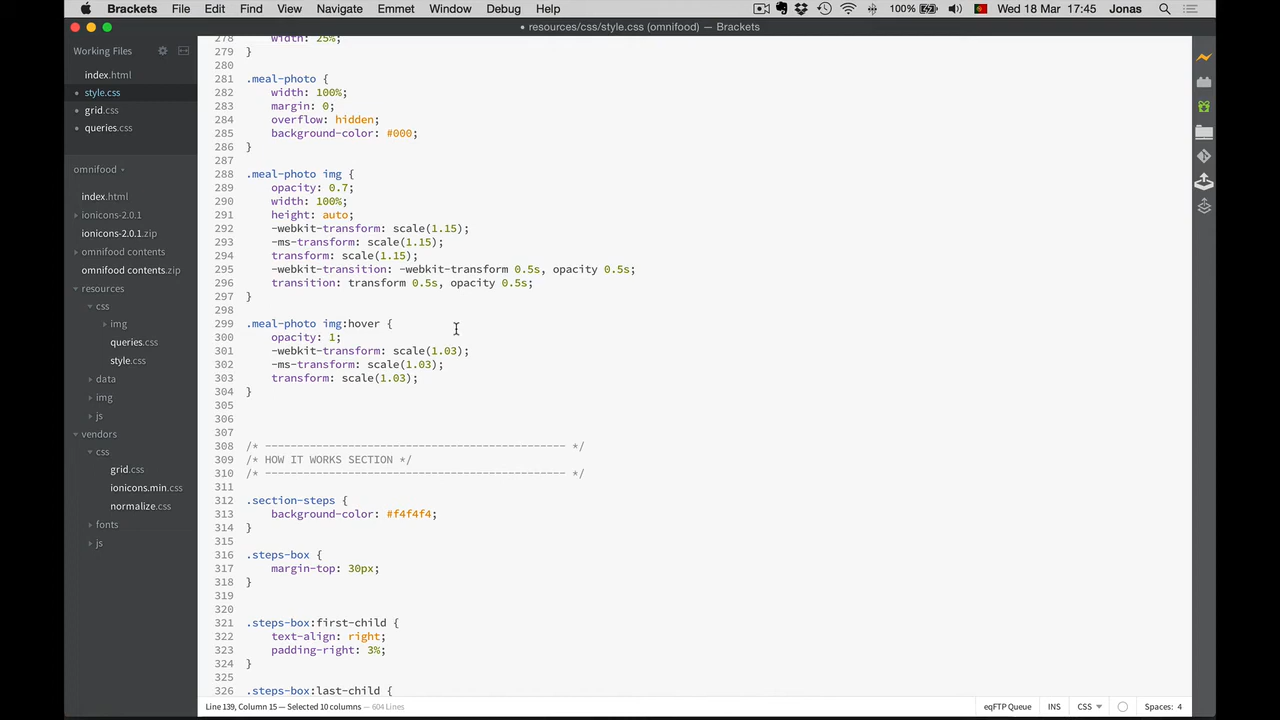 Brackets File Edit Find View Navigate Emmet Window Debug Help 100% Wed 18 Mar 17:45 Jonas
• resources/css/style.css (omnifood) — Brackets
Working Files
index.html
style.css
grid.css
queries.css
omnifood
index.html
ionicons-2.0.1
ionicons-2.0.1.zip
omnifood contents
omnifood contents.zip
resources
css
img
queries.css
style.css
data
img
js
vendors
css
grid.css
ionicons.min.css
normalize.css
fonts
js
278 width: 25%;
279 }
280
281 .meal-photo {
282 width: 100%;
283 margin: 0;
284 overflow: hidden;
285 background-color: #000;
286 }
287
288 .meal-photo img {
289 opacity: 0.7;
290 width: 100%;
291 height: auto;
292 -webkit-transform: scale(1.15);
293 -ms-transform: scale(1.15);
294 transform: scale(1.15);
295 -webkit-transition: -webkit-transform 0.5s, opacity 0.5s;
296 transition: transform 0.5s, opacity 0.5s;
297 }
298
299 .meal-photo img:hover {
300 opacity: 1;
301 -webkit-transform: scale(1.03);
302 -ms-transform: scale(1.03);
303 transform: scale(1.03);
304 }
305
306
307
308 /* ----------------------------------------------- */
309 /* HOW IT WORKS SECTION */
310 /* ----------------------------------------------- */
311
312 .section-steps {
313 background-color: #f4f4f4;
314 }
315
316 .steps-box {
317 margin-top: 30px;
318 }
319
320
321 .steps-box:first-child {
322 text-align: right;
323 padding-right: 3%;
324 }
325
326 .steps-box:last-child {
Line 139, Column 15 — Selected 10 columns — 604 Lines
eqFTP Queue INS CSS Spaces: 4